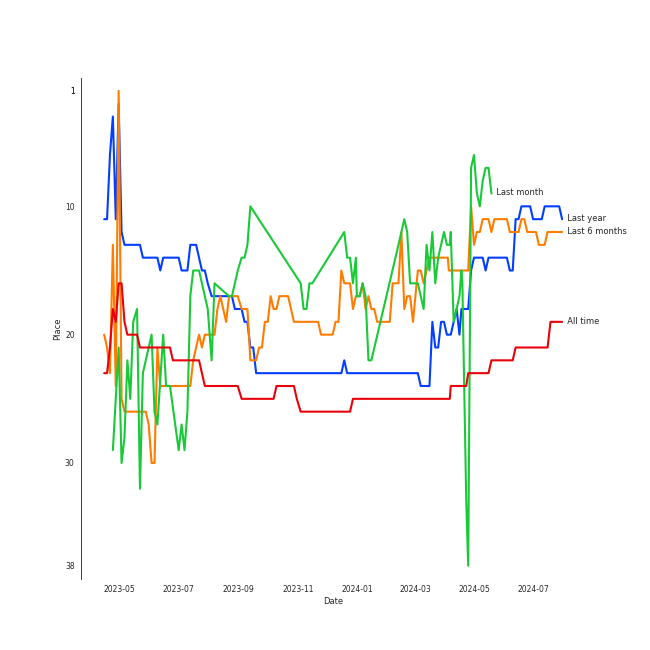 1
10
20
30
38
Place
Last month
Last year
Last 6 months
All time
2023-05
2023-07
2023-09
2023-11
2024-01
2024-03
2024-05
2024-07
Date